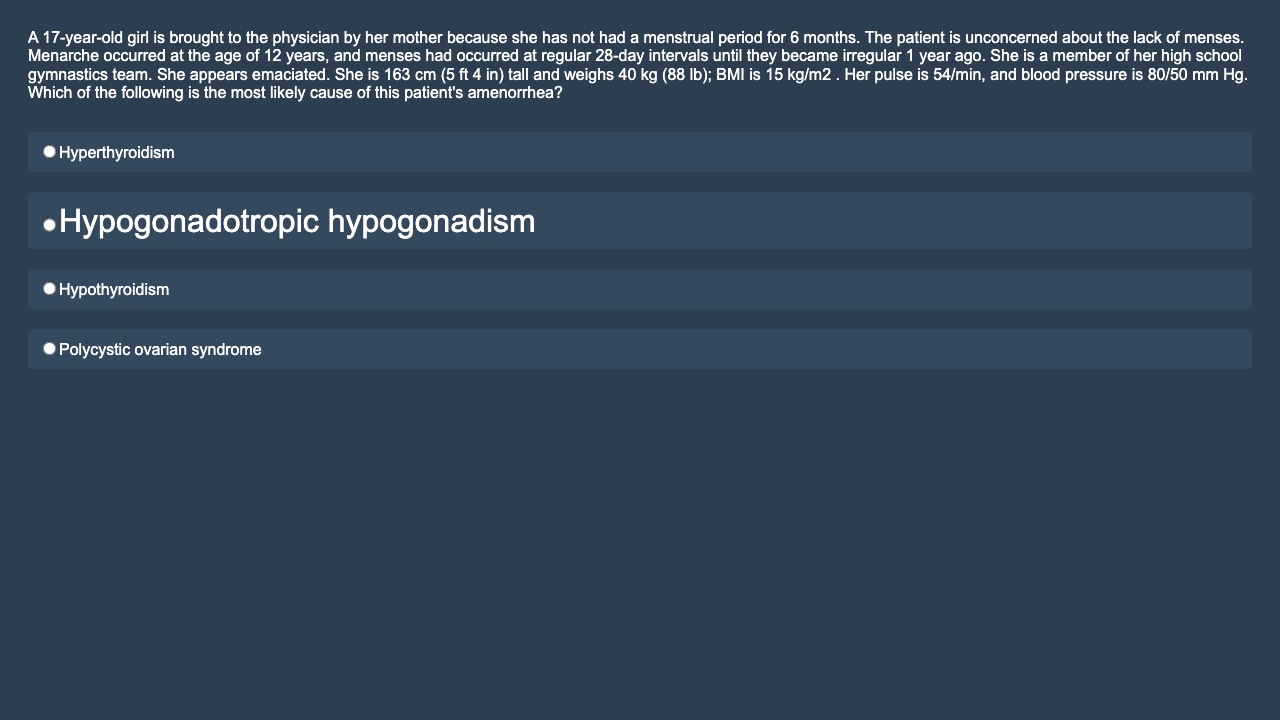 A 17-year-old girl is brought to the physician by her mother because she has not had a menstrual period for 6 months. The patient is unconcerned about the lack of menses.
Menarche occurred at the age of 12 years, and menses had occurred at regular 28-day intervals until they became irregular 1 year ago. She is a member of her high school
gymnastics team. She appears emaciated. She is 163 cm (5 ft 4 in) tall and weighs 40 kg (88 lb); BMI is 15 kg/m2 . Her pulse is 54/min, and blood pressure is 80/50 mm Hg.
Which of the following is the most likely cause of this patient's amenorrhea?
Hyperthyroidism
Hypogonadotropic hypogonadism
Hypothyroidism
Polycystic ovarian syndrome